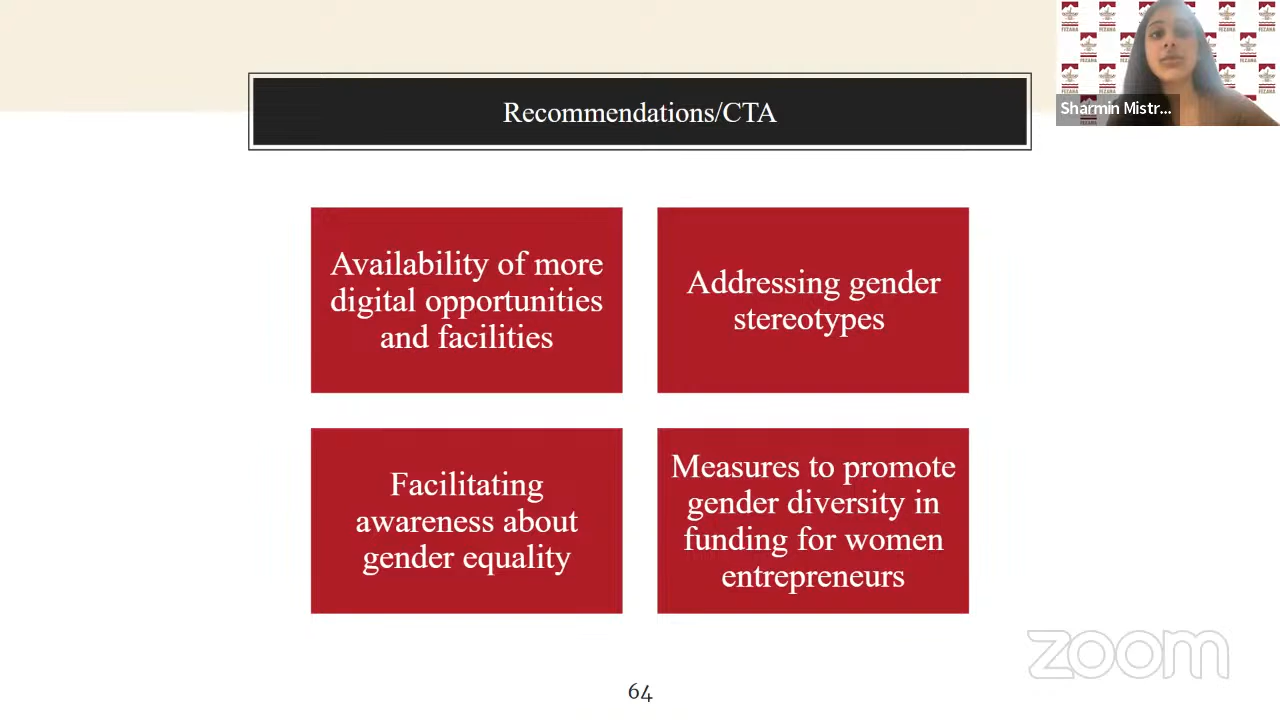 Recommendations/CTA
FEZANA
Sharmin Mistr...
Availability of more
digital opportunities
and facilities
Addressing gender
stereotypes
Facilitating
awareness about
gender equality
Measures to promote
gender diversity in
funding for women
entrepreneurs
zoom
64